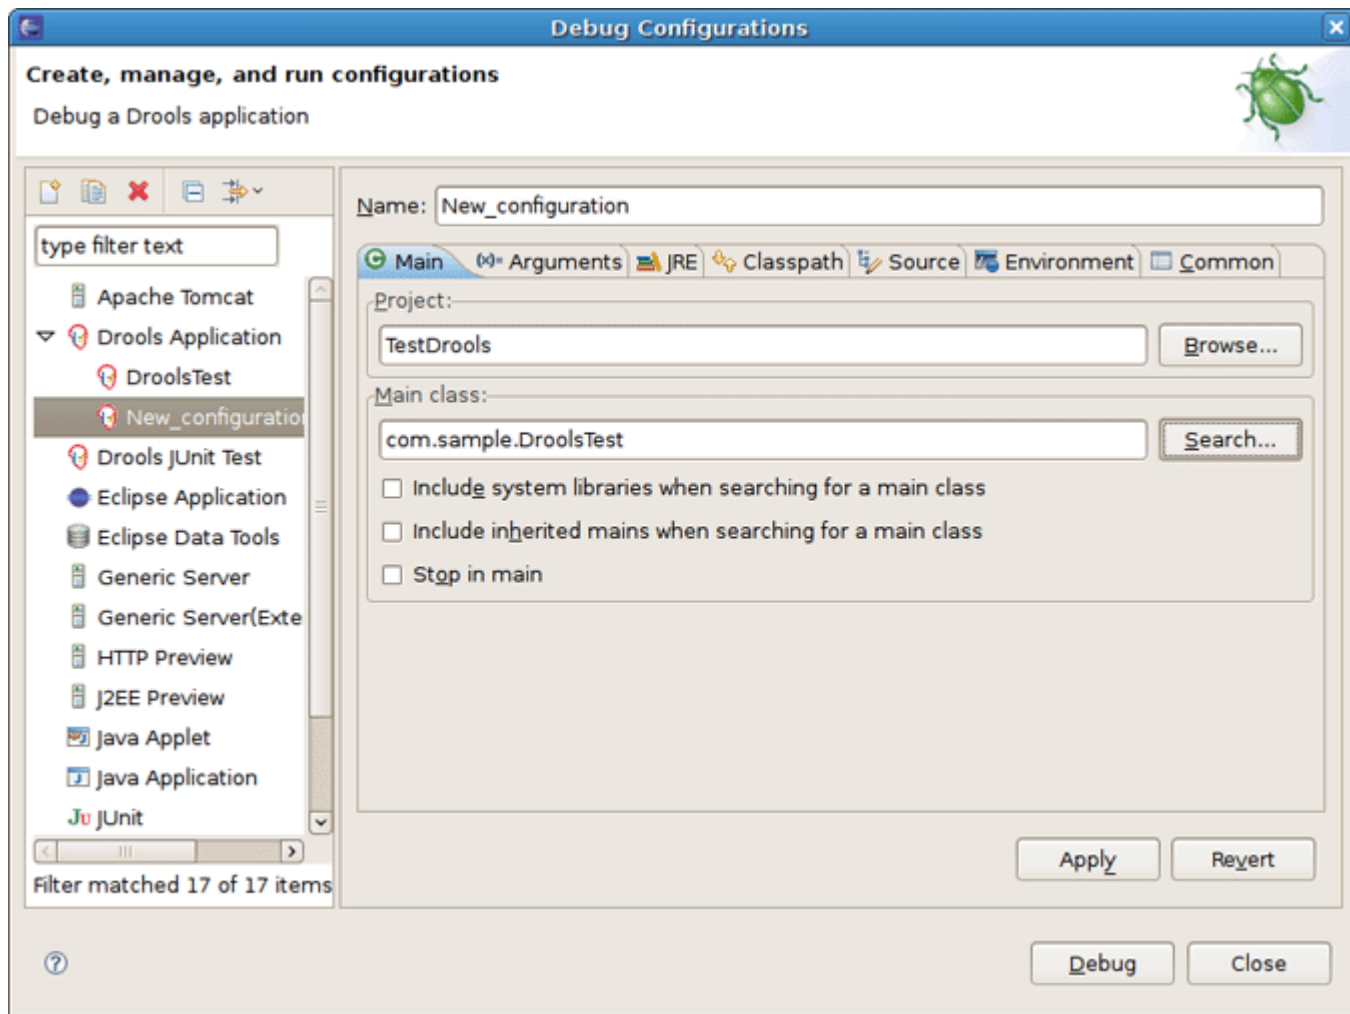 Debug Configurations
Create, manage, and run configurations
Debug a Drools application
type filter text
Apache Tomcat
Drools Application
DroolsTest
New_configuratio
Drools JUnit Test
Eclipse Application
Eclipse Data Tools
Generic Server
Generic Server(Exte
HTTP Preview
J2EE Preview
Java Applet
Java Application
Ju JUnit
Filter matched 17 of 17 items
Name: New_configuration
Main (x)= Arguments JRE Classpath Source Environment Common
Project:
TestDrools Browse...
Main class:
com.sample.DroolsTest Search...
Include system libraries when searching for a main class
Include inherited mains when searching for a main class
Stop in main
Apply Revert
? Debug Close